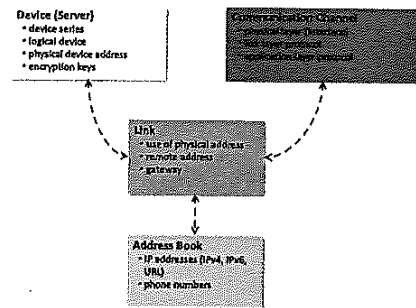 Device (Server)
• device series
• logical device
• physical device address
• encryption keys
Communication Channel
• physical layer (interface)
• link layer protocol
• application layer protocol
Link
• use of physical address
• remote address
• gateway
Address Book
• IP addresses (IPv4, IPv6,
URL)
• phone numbers